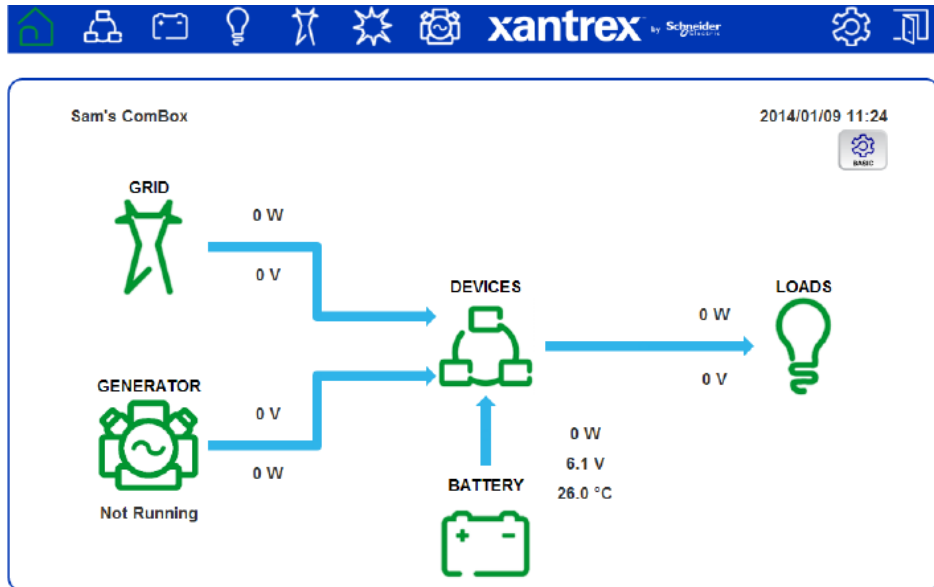 xantrex by Schneider Electric
Sam's ComBox
2014/01/09 11:24
BASIC
GRID
0 W
0 V
DEVICES
LOADS
0 W
0 V
GENERATOR
0 V
0 W
Not Running
0 W
6.1 V
26.0 °C
BATTERY
+ -